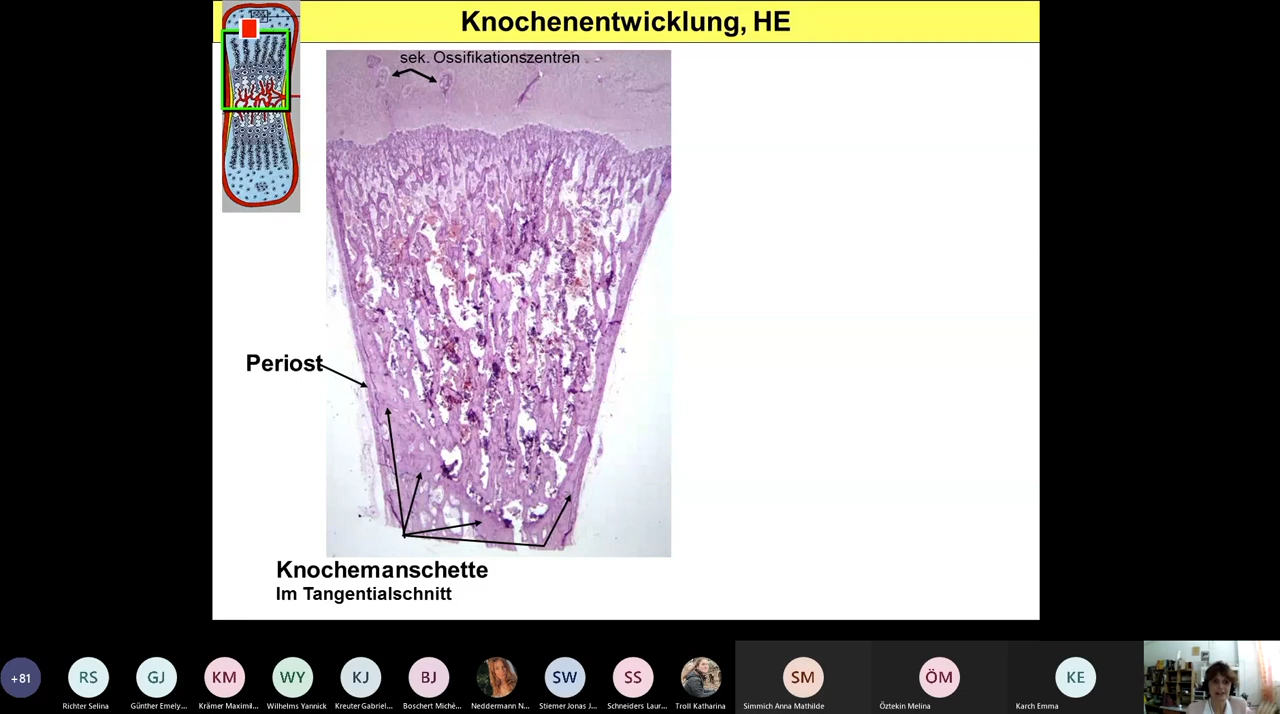 Knochenentwicklung, HE
sek. Ossifikationszentren
Periost
Knochemanschette
Im Tangentialschnitt
+81
RS
GJ
KM
WY
KJ
BJ
SW
SS
SM
ÖM
KE
Richter Selina
Günther Emely...
Krämer Maximil...
Wilhelms Yannick
Kreuter Gabriel...
Boschert Michè...
Neddermann N...
Stiemer Jonas J...
Schneiders Laur...
Troll Katharina
Simmich Anna Mathilde
Öztekin Melina
Karch Emma